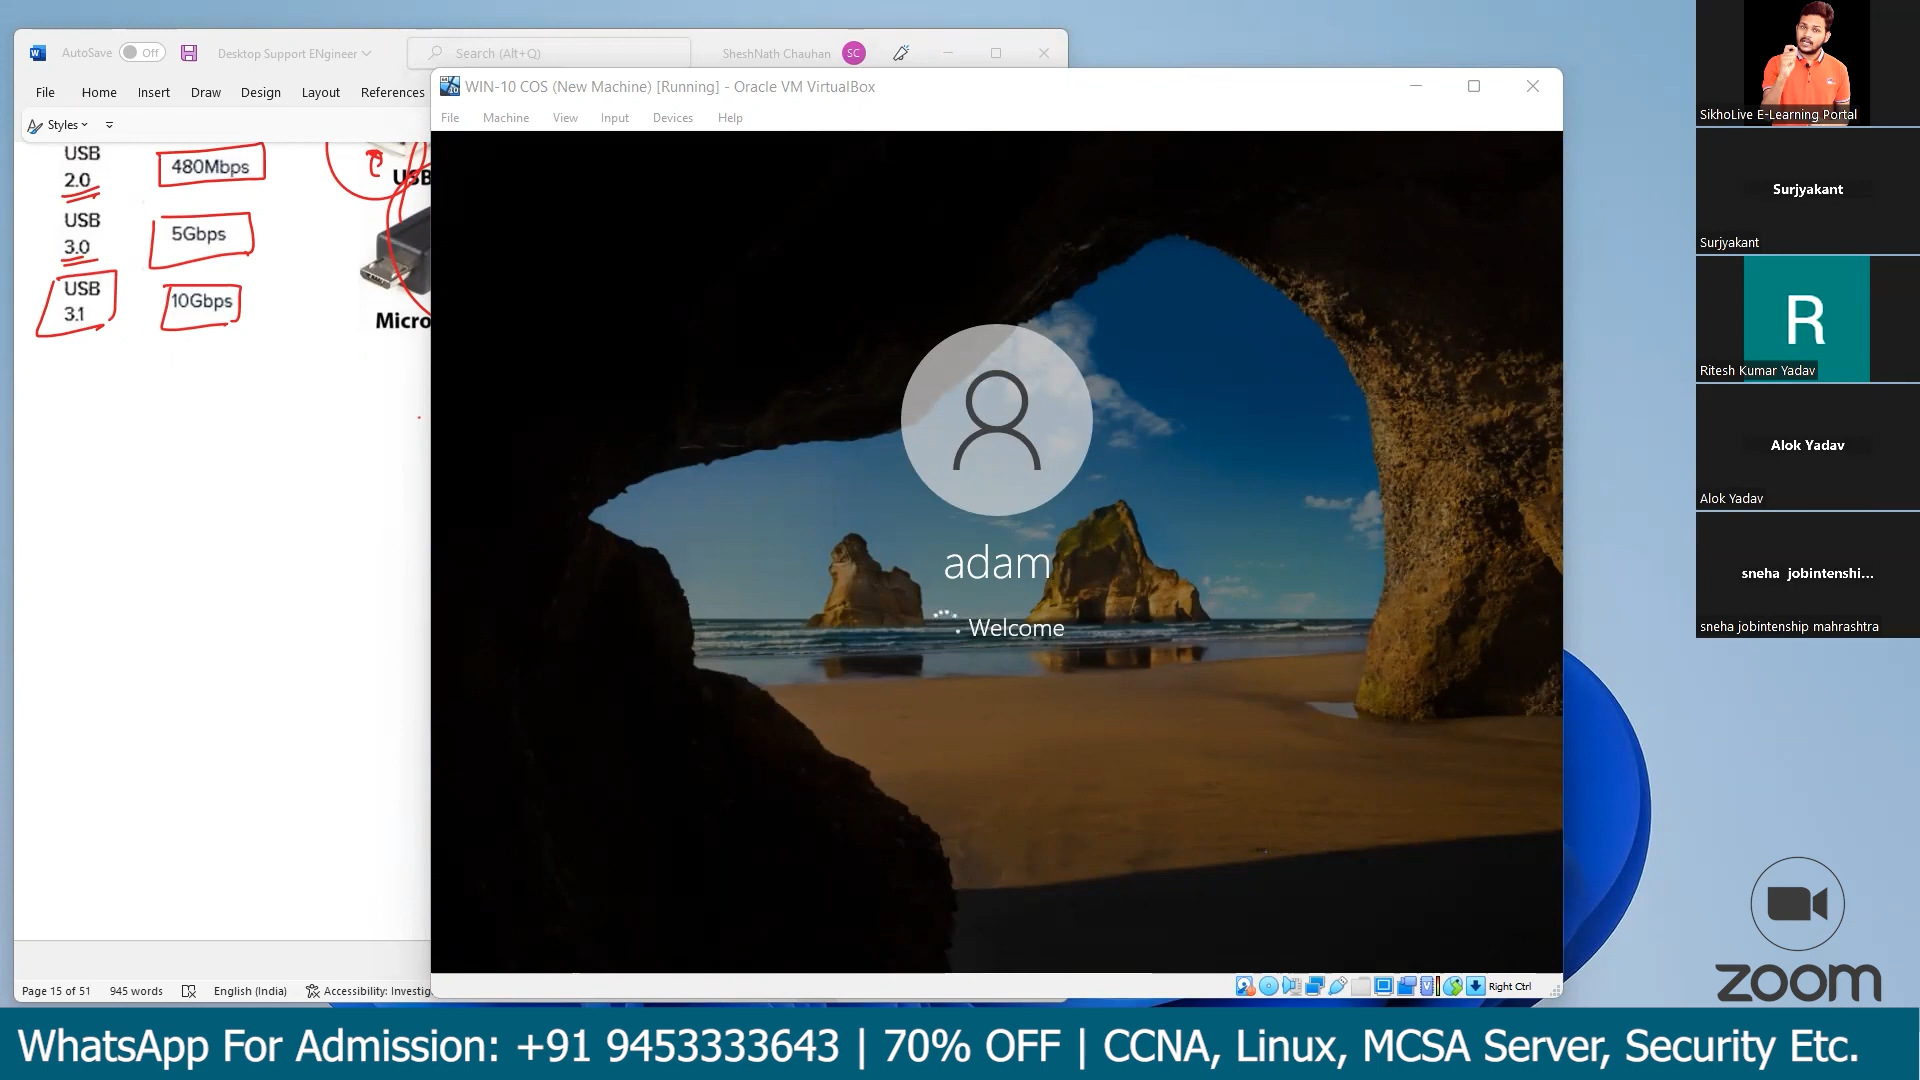 AutoSave Off Desktop Support ENgineer Search (Alt+Q) SheshNath Chauhan SC
File Home Insert Draw Design Layout References
Styles
USB 2.0 480Mbps
USB 3.0 5Gbps
USB 3.1 10Gbps
USB
Micro
Page 15 of 51 945 words English (India) Accessibility: Investig
WIN-10 COS (New Machine) [Running] - Oracle VM VirtualBox
File Machine View Input Devices Help
adam
Welcome
Right Ctrl
SikhoLive E-Learning Portal
Surjyakant
Surjyakant
R
Ritesh Kumar Yadav
Alok Yadav
Alok Yadav
sneha jobintenshi...
sneha jobintenship mahrashtra
zoom
WhatsApp For Admission: +91 9453333643 | 70% OFF | CCNA, Linux, MCSA Server, Security Etc.